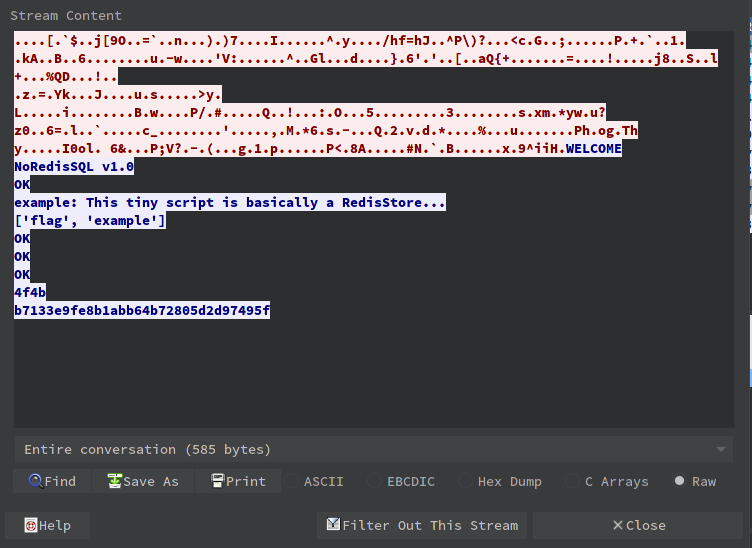 Stream Content
....[.`$..j[9O..=`..n...).)7....I......^.y..../hf=hJ..^P\)?...<c.G..;......P.+.`..1.
.kA..B..6........u.-w....'V:......^..Gl...d....}.6'.'..[..aQ{+.......=....!.....j8..S..l
+...%QD...!..
.z.=.Yk...J....u.s.....>y.
L.....i........B.w....P/.#.....Q..!...:.O...5........3........s.xm.*yw.u?
z0..6=.l..`.....c_........'.....,.M.*6.s.-...Q.2.v.d.*....%...u.......Ph.og.Th
y.....I0ol. 6&...P;V?.-.(...g.1.p......P<.8A.....#N.`.B......x.9^iiH.WELCOME
NoRedisSQL v1.0
OK
example: This tiny script is basically a RedisStore...
['flag', 'example']
OK
OK
OK
4f4b
b7133e9fe8b1abb64b72805d2d97495f
Entire conversation (585 bytes)
Find Save As Print ASCII EBCDIC Hex Dump C Arrays Raw
Help Filter Out This Stream Close